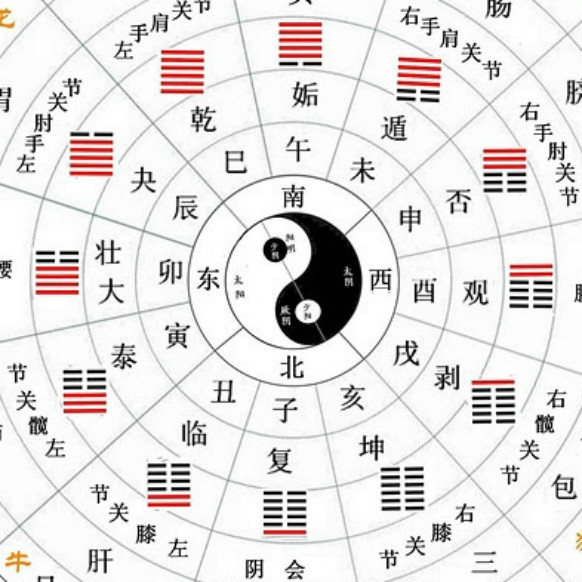 南
西
北
东
阳明
少阴
太阴
太阳
厥阴
少阳
午
未
申
酉
戌
亥
子
丑
寅
卯
辰
巳
姤
遁
否
观
剥
坤
复
临
泰
大壮
夬
乾
右手肩关节
右手肘关节
右髋关节
右膝关节
会阴
左膝关节
左髋关节
左手肘关节
左手肩关节
肠
包
三
肝
牛